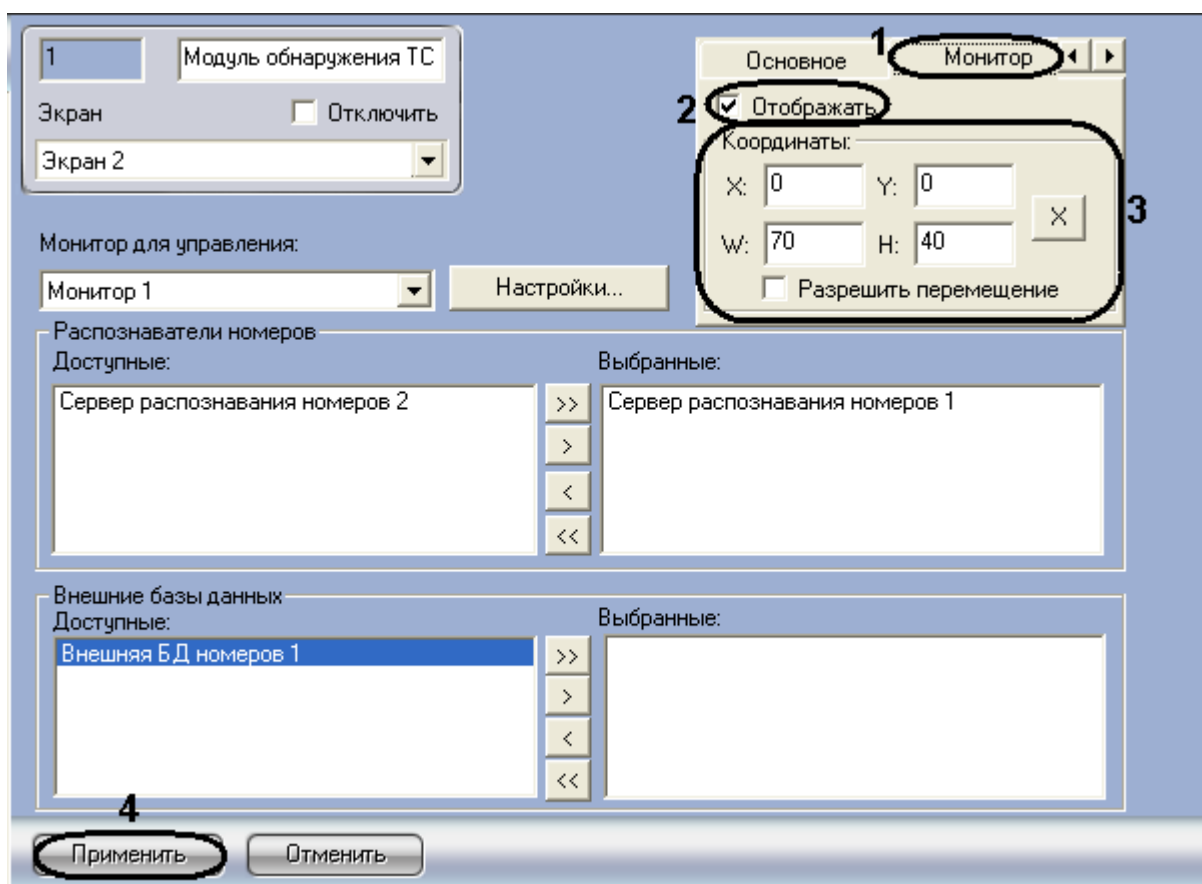 1 Модуль обнаружения ТС
Экран Отключить
Экран 2
1 Основное Монитор
2 Отображать
Координаты:
X: 0 Y: 0
X 3
W: 70 H: 40
Разрешить перемещение
Монитор для управления:
Монитор 1 Настройки...
Распознаватели номеров
Доступные: Выбранные:
Сервер распознавания номеров 2 >> Сервер распознавания номеров 1
>
<
<<
Внешние базы данных
Доступные: Выбранные:
Внешняя БД номеров 1 >>
>
<
<<
4
Применить Отменить